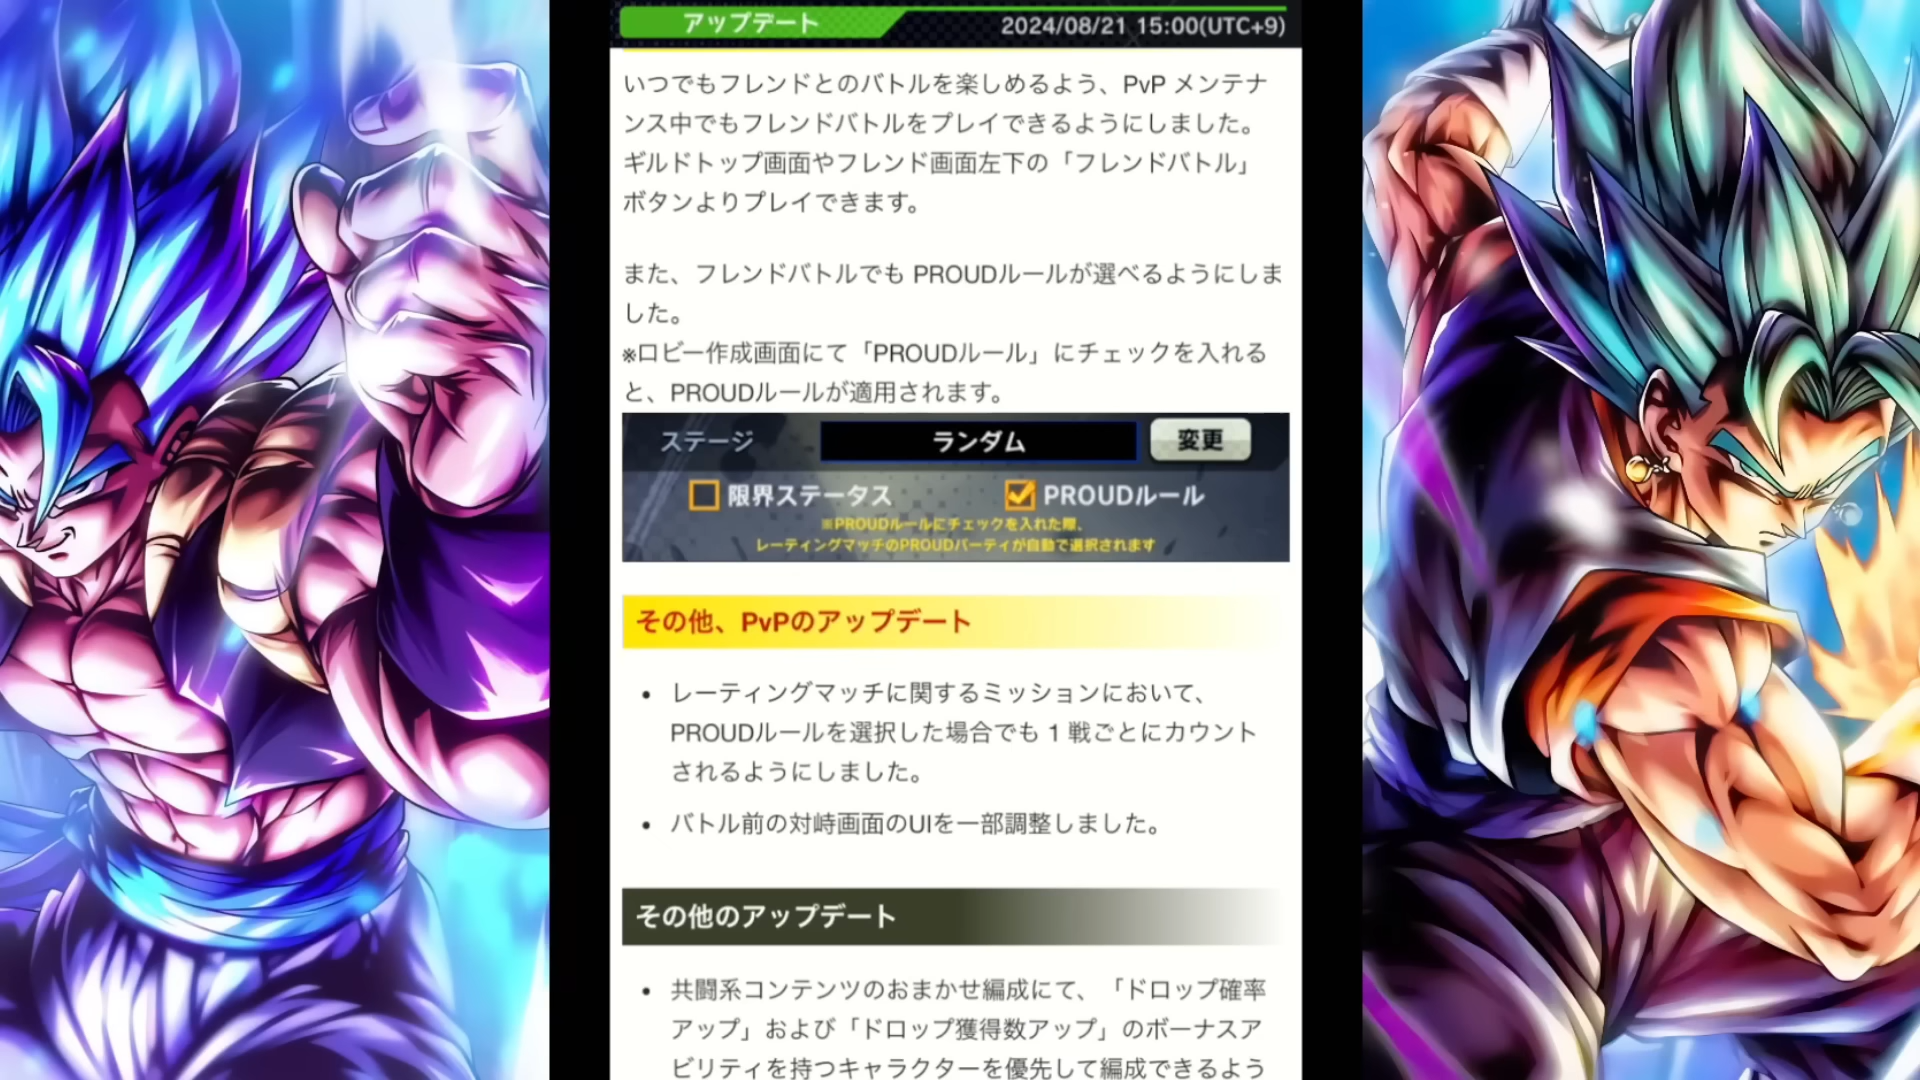 アップデート
2024/08/21 15:00(UTC+9)
いつでもフレンドとのバトルを楽しめるよう、PvP メンテナ
ンス中でもフレンドバトルをプレイできるようにしました。
ギルドトップ画面やフレンド画面左下の「フレンドバトル」
ボタンよりプレイできます。
また、フレンドバトルでも PROUDルールが選べるようにしま
した。
※ロビー作成画面にて「PROUDルール」にチェックを入れる
と、PROUDルールが適用されます。
ステージ ランダム 変更
限界ステータス PROUDルール
※PROUDルールにチェックを入れた際、
レーティングマッチのPROUDパーティが自動で選択されます
その他、PvPのアップデート
• レーティングマッチに関するミッションにおいて、
PROUDルールを選択した場合でも 1 戦ごとにカウント
されるようにしました。
• バトル前の対峙画面のUIを一部調整しました。
その他のアップデート
• 共闘系コンテンツのおまかせ編成にて、「ドロップ確率
アップ」および「ドロップ獲得数アップ」のボーナスア
ビリティを持つキャラクターを優先して編成できるよう